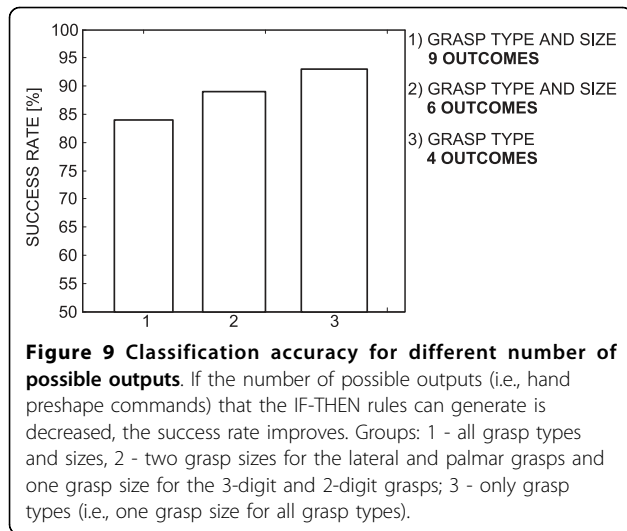 100
95
90
85
80
75
70
65
60
55
50
SUCCESS RATE [%]
1
2
3
1) GRASP TYPE AND SIZE
9 OUTCOMES
2) GRASP TYPE AND SIZE
6 OUTCOMES
3) GRASP TYPE
4 OUTCOMES
Figure 9 Classification accuracy for different number of
possible outputs. If the number of possible outputs (i.e., hand
preshape commands) that the IF-THEN rules can generate is
decreased, the success rate improves. Groups: 1 - all grasp types
and sizes, 2 - two grasp sizes for the lateral and palmar grasps and
one grasp size for the 3-digit and 2-digit grasps; 3 - only grasp
types (i.e., one grasp size for all grasp types).